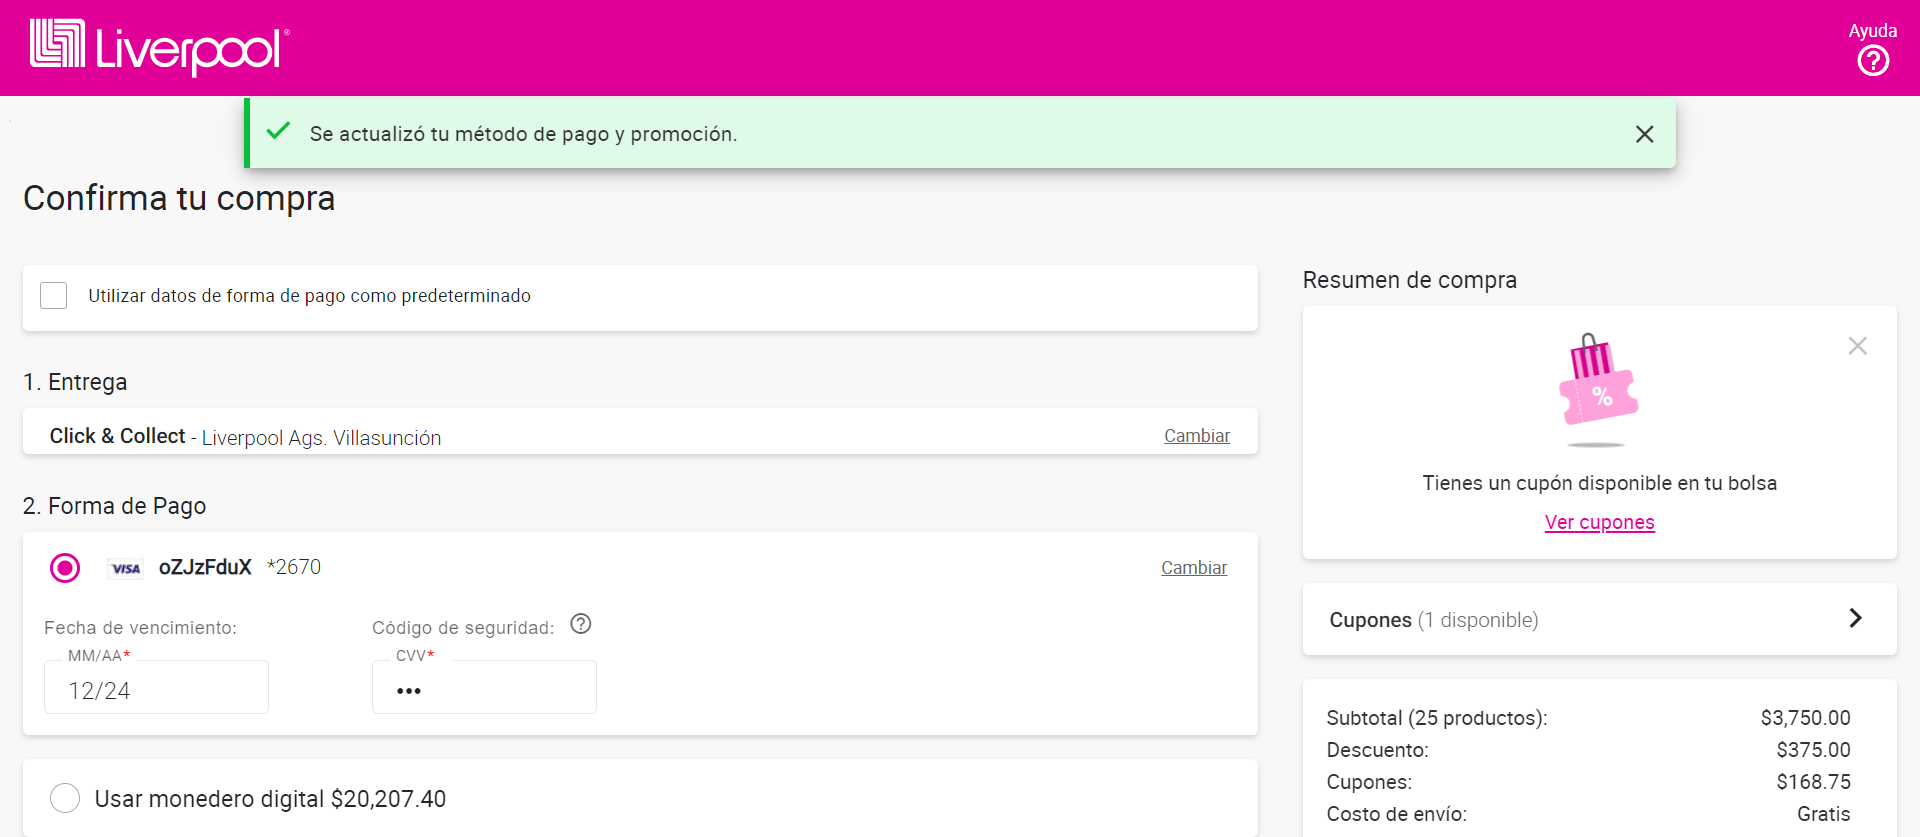 Liverpool
Ayuda
Se actualizó tu método de pago y promoción.
Confirma tu compra
Utilizar datos de forma de pago como predeterminado
1. Entrega
Click & Collect - Liverpool Ags. Villasunción
Cambiar
2. Forma de Pago
VISA oZJzFduX *2670
Cambiar
Fecha de vencimiento:
MM/AA*
12/24
Código de seguridad:
CVV*
•••
Usar monedero digital $20,207.40
Resumen de compra
%
Tienes un cupón disponible en tu bolsa
Ver cupones
Cupones (1 disponible)
Subtotal (25 productos): $3,750.00
Descuento: $375.00
Cupones: $168.75
Costo de envío: Gratis